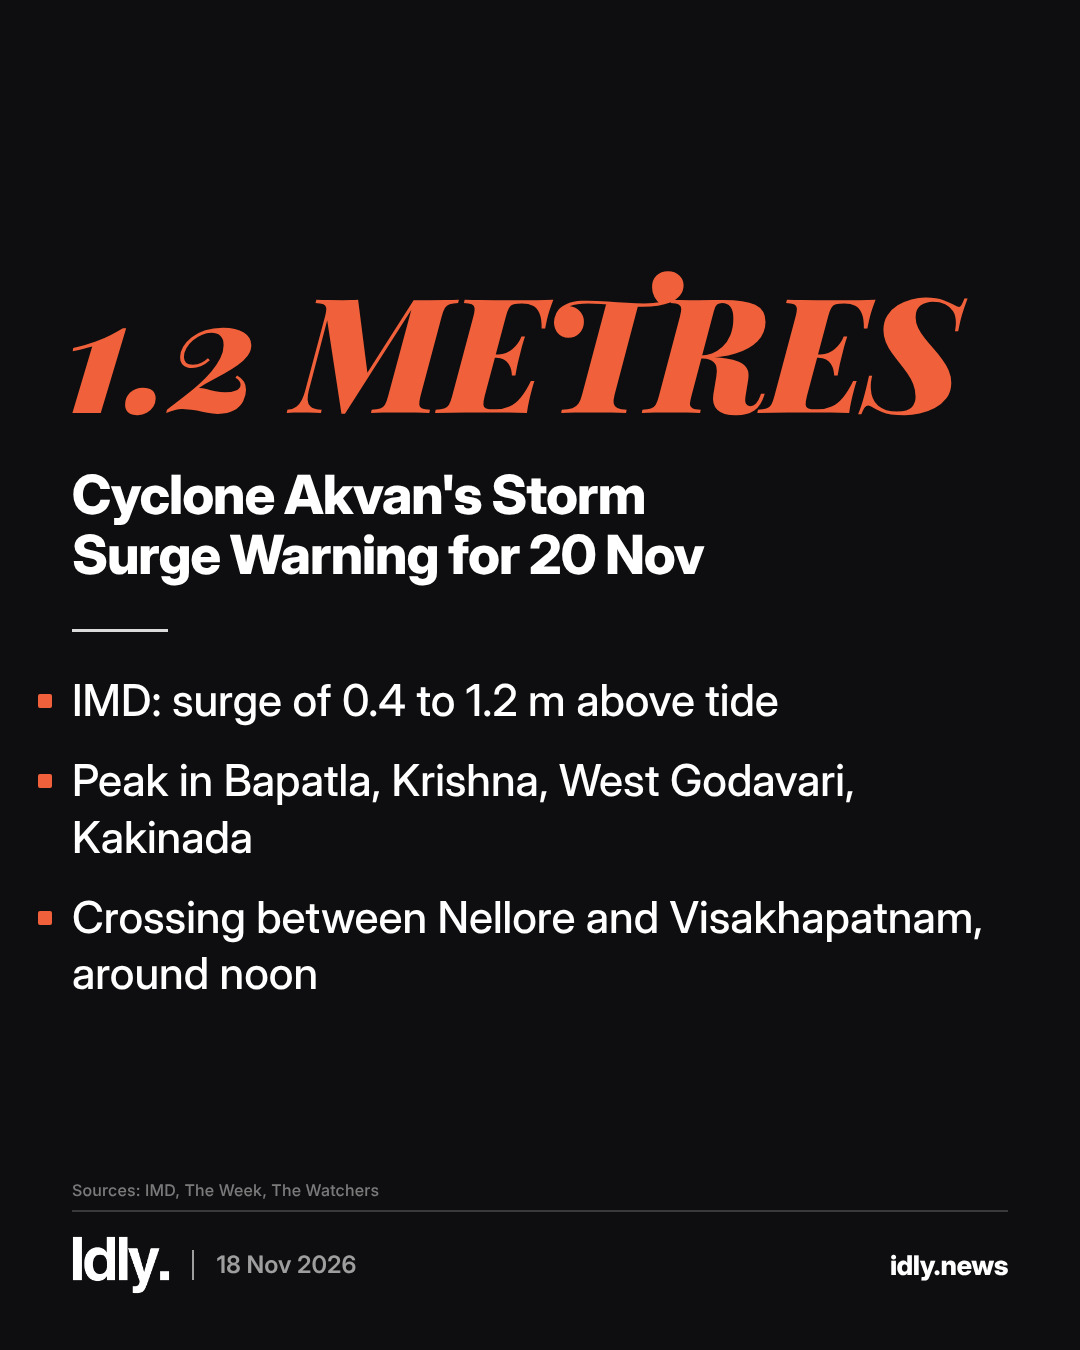 1.2 METRES
Cyclone Akvan's Storm
Surge Warning for 20 Nov
IMD: surge of 0.4 to 1.2 m above tide
Peak in Bapatla, Krishna, West Godavari,
Kakinada
Crossing between Nellore and Visakhapatnam,
around noon
Sources: IMD, The Week, The Watchers
Idly. | 18 Nov 2026
idly.news